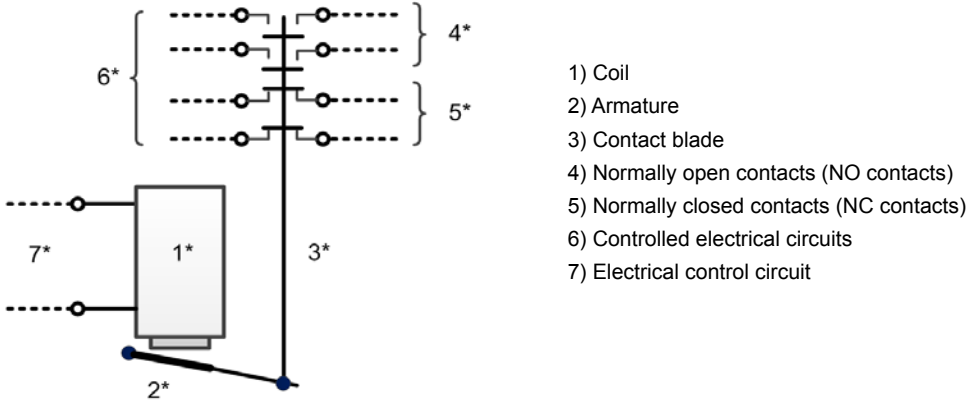 4*
6*
5*
7*
1*
3*
2*
1) Coil
2) Armature
3) Contact blade
4) Normally open contacts (NO contacts)
5) Normally closed contacts (NC contacts)
6) Controlled electrical circuits
7) Electrical control circuit